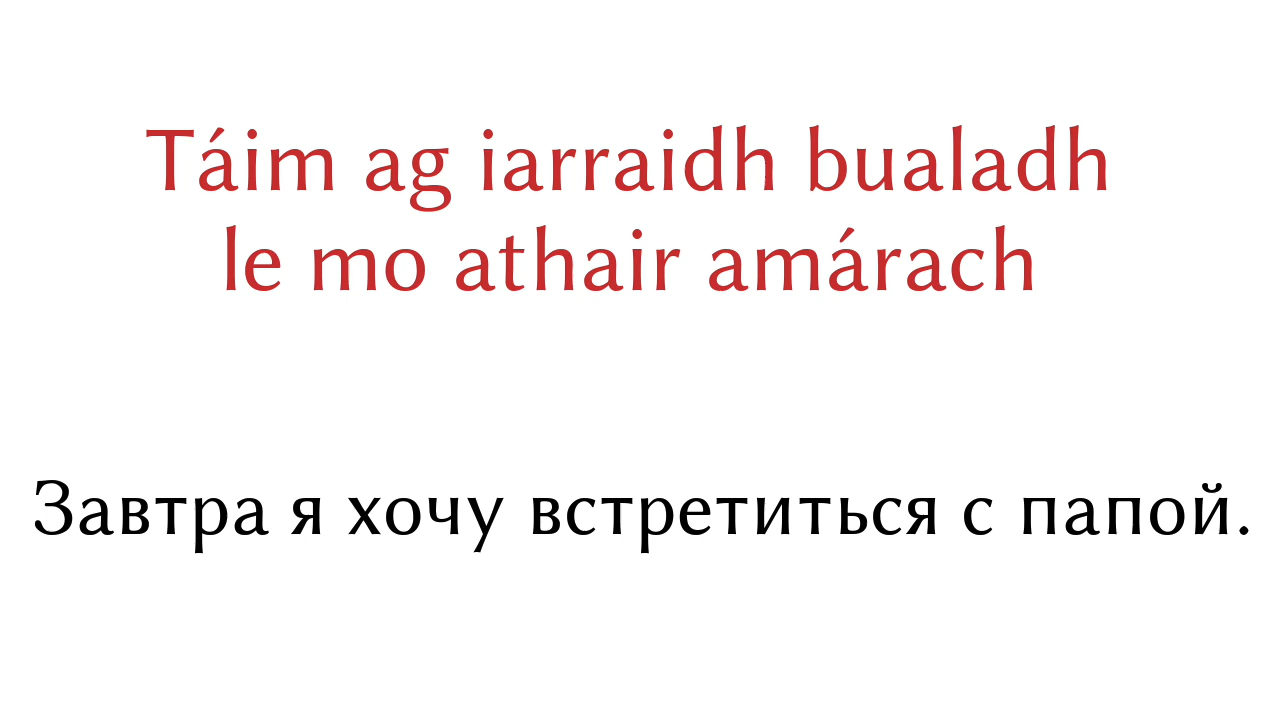 Táim ag iarraidh bualadh
le mo athair amárach
Завтра я хочу встретиться с папой.